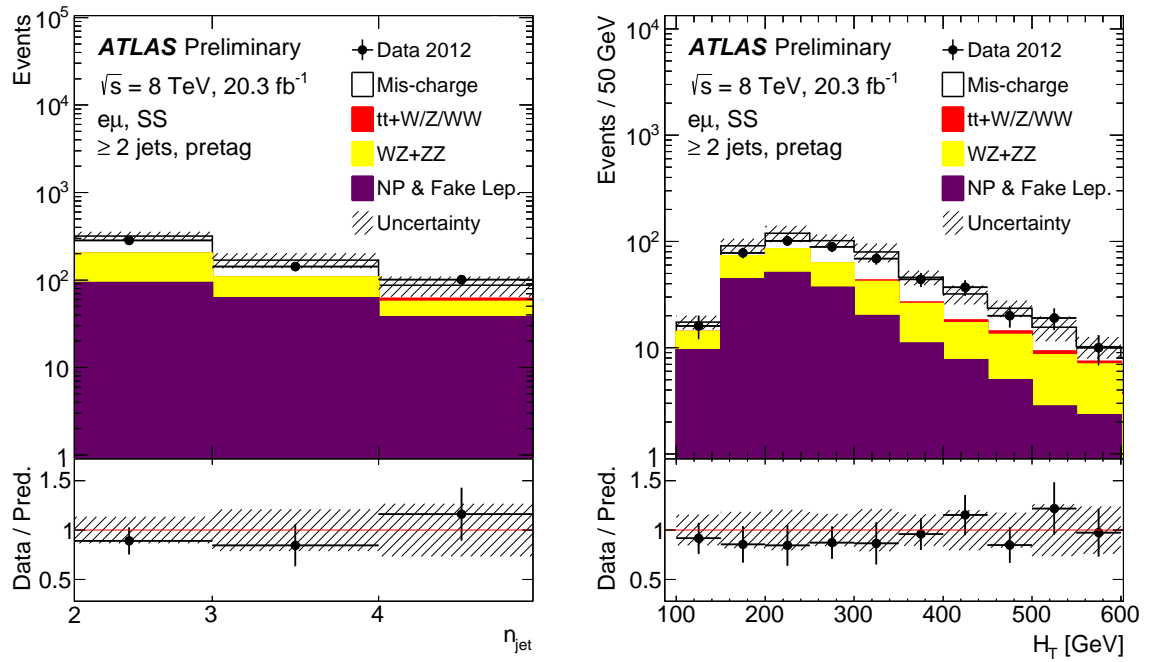 Events
10⁵
10⁴
10³
10²
10
1
ATLAS Preliminary
√s = 8 TeV, 20.3 fb⁻¹
eμ, SS
≥ 2 jets, pretag
Data 2012
Mis-charge
tt+W/Z/WW
WZ+ZZ
NP & Fake Lep.
Uncertainty
Data / Pred.
1.5
1
0.5
2 3 4
n_jet
Events / 50 GeV
10⁴
10³
10²
10
1
ATLAS Preliminary
√s = 8 TeV, 20.3 fb⁻¹
eμ, SS
≥ 2 jets, pretag
Data 2012
Mis-charge
tt+W/Z/WW
WZ+ZZ
NP & Fake Lep.
Uncertainty
Data / Pred.
1.5
1
0.5
100 200 300 400 500 600
H_T [GeV]